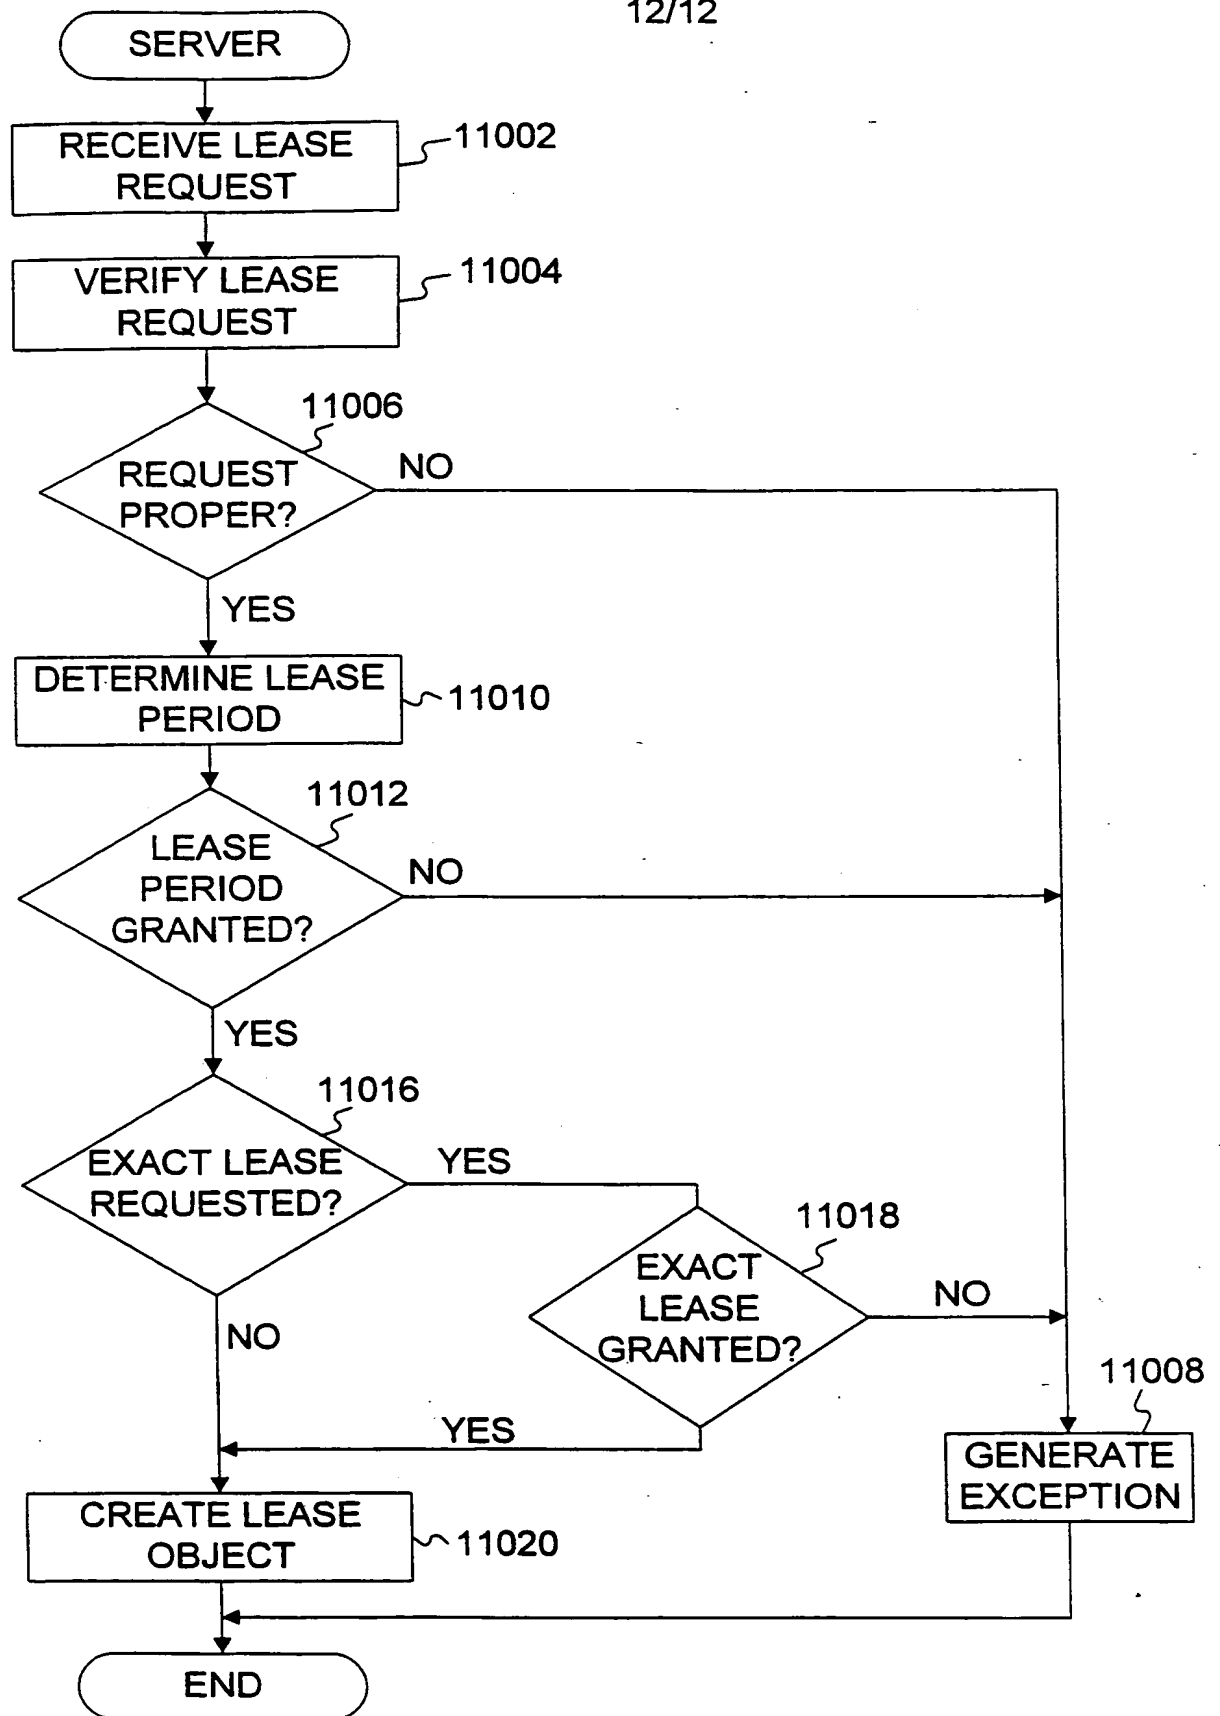 12/12
SERVER
RECEIVE LEASE
REQUEST
11002
VERIFY LEASE
REQUEST
11004
11006
REQUEST
PROPER?
NO
YES
DETERMINE LEASE
PERIOD
11010
11012
LEASE
PERIOD
GRANTED?
NO
YES
11016
EXACT LEASE
REQUESTED?
YES
11018
EXACT
LEASE
GRANTED?
NO
NO
YES
11008
GENERATE
EXCEPTION
CREATE LEASE
OBJECT
11020
END